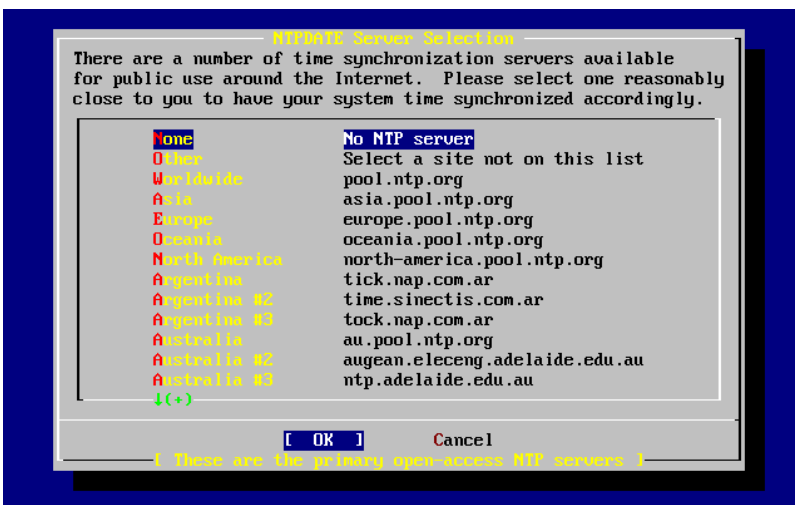 NTPDATE Server Selection
There are a number of time synchronization servers available
for public use around the Internet.  Please select one reasonably
close to you to have your system time synchronized accordingly.
None No NTP server
Other Select a site not on this list
Worldwide pool.ntp.org
Asia asia.pool.ntp.org
Europe europe.pool.ntp.org
Oceania oceania.pool.ntp.org
North America north-america.pool.ntp.org
Argentina tick.nap.com.ar
Argentina #2 time.sinectis.com.ar
Argentina #3 tock.nap.com.ar
Australia au.pool.ntp.org
Australia #2 augean.eleceng.adelaide.edu.au
Australia #3 ntp.adelaide.edu.au
↓(+)
[ OK ] Cancel
[ These are the primary open-access NTP servers ]